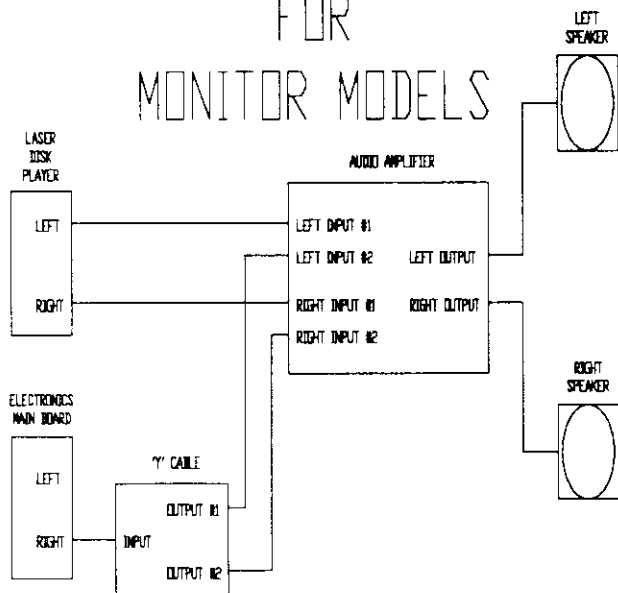 FOR
MONITOR MODELS
LEFT
SPEAKER
LASER
DISK
PLAYER
LEFT
RIGHT
AUDIO AMPLIFIER
LEFT INPUT #1
LEFT INPUT #2
LEFT OUTPUT
RIGHT INPUT #1
RIGHT OUTPUT
RIGHT INPUT #2
RIGHT
SPEAKER
ELECTRONICS
MAIN BOARD
LEFT
RIGHT
'Y' CABLE
OUTPUT #1
INPUT
OUTPUT #2